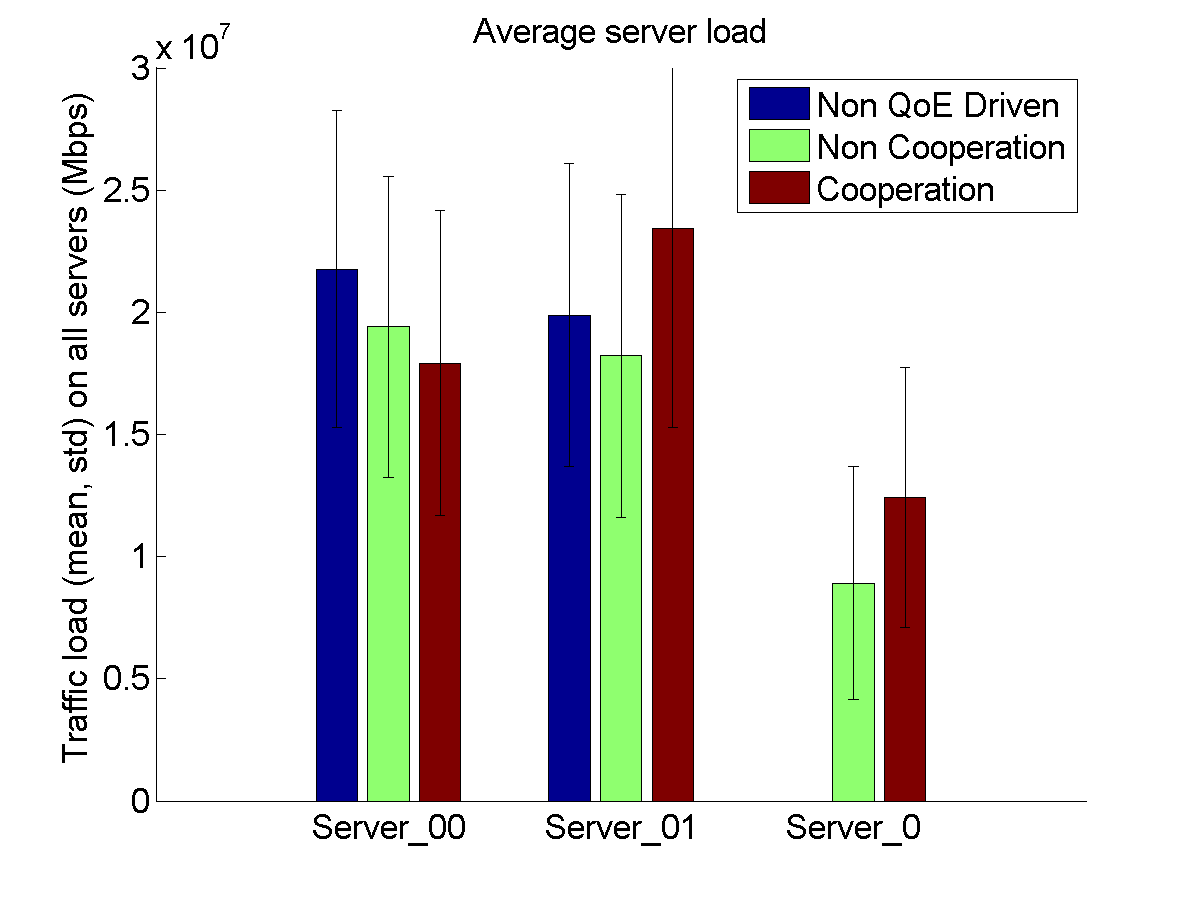 Average server load
x 10^7
3
2.5
2
1.5
1
0.5
0
Traffic load (mean, std) on all servers (Mbps)
Non QoE Driven
Non Cooperation
Cooperation
Server_00 Server_01 Server_0